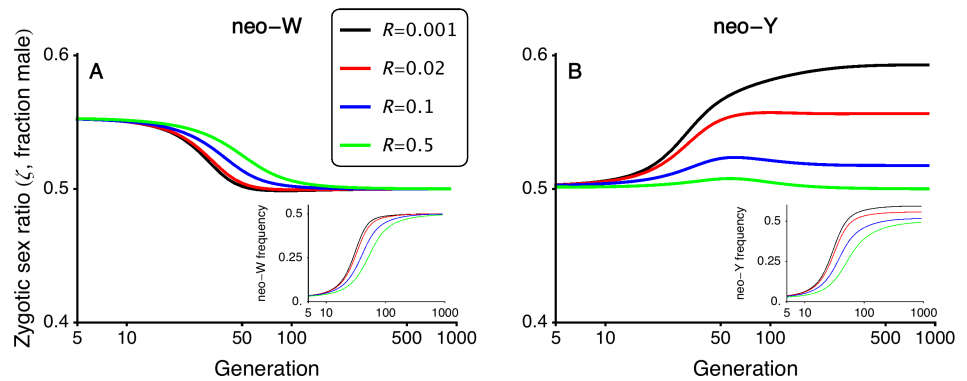 neo−W
neo−Y
R=0.001
R=0.02
R=0.1
R=0.5
A
B
Zygotic sex ratio (ζ, fraction male)
0.6
0.5
0.4
5 10 50 100 500 1000
Generation
neo−W frequency
0.5
0.25
0.
5 10 100 1000
0.6
0.5
0.4
5 10 50 100 500 1000
Generation
neo−Y frequency
0.5
0.25
0.
5 10 100 1000